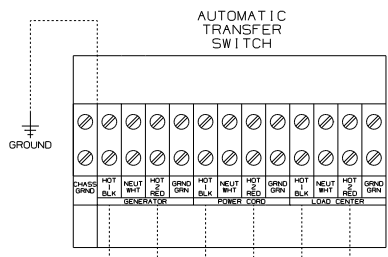 AUTOMATIC
TRANSFER
SWITCH
GROUND
CHASS GRND
HOT 1 BLK
NEUT WHT
HOT 2 RED
GRND GRN
HOT 1 BLK
NEUT WHT
HOT 2 RED
GRND GRN
HOT 1 BLK
NEUT WHT
HOT 2 RED
GRND GRN
GENERATOR
POWER CORD
LOAD CENTER